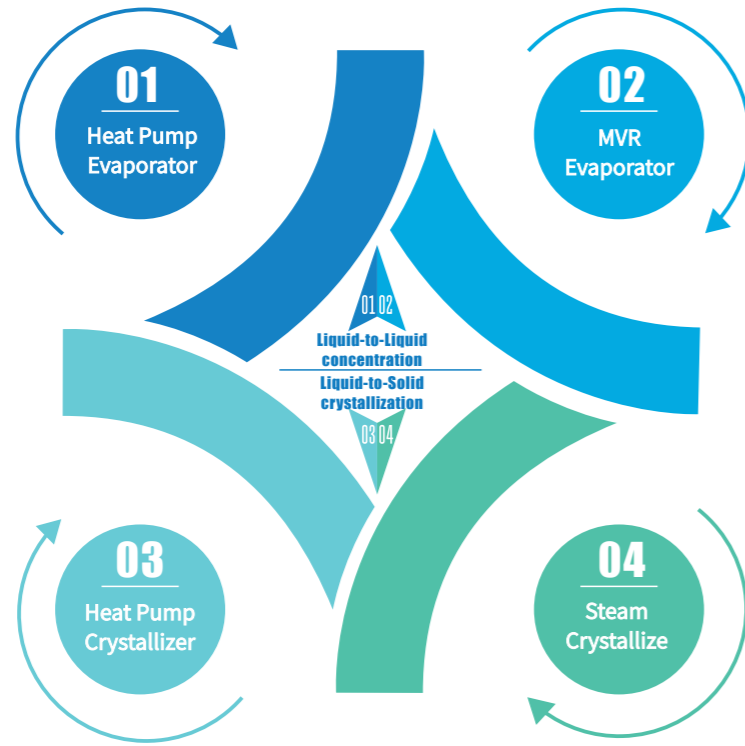 01
Heat Pump
Evaporator
02
MVR
Evaporator
01 02
Liquid-to-Liquid
concentration
Liquid-to-Solid
crystallization
03 04
03
Heat Pump
Crystallizer
04
Steam
Crystallize